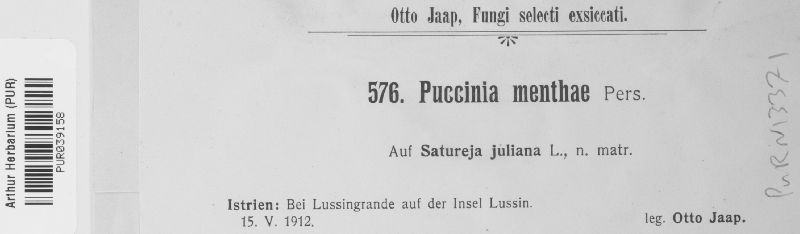 Otto Jaap, Fungi selecti exsiccati.
576. Puccinia menthae Pers.
Auf Satureja juliana L., n. matr.
Istrien: Bei Lussingrande auf der Insel Lussin.
15. V. 1912.
leg. Otto Jaap.
Arthur Herbarium (PUR)
PUR039158
PUR N13371